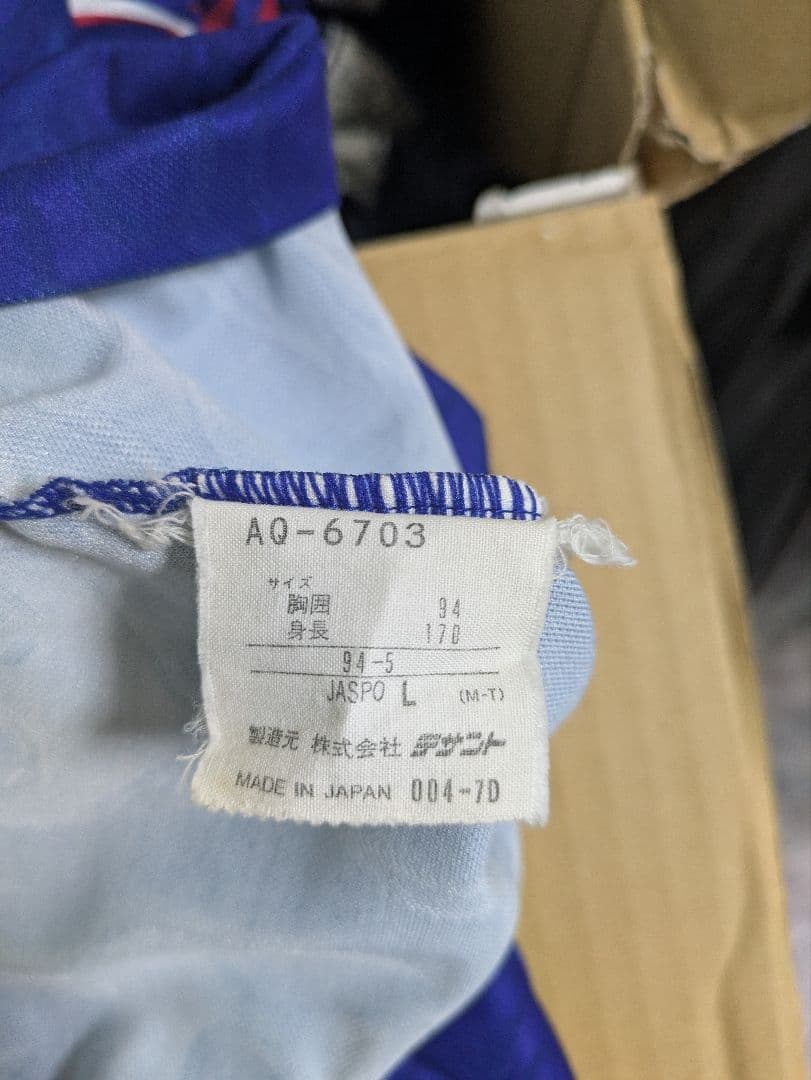 AQ-6703
サイズ
胸囲 94
身長 170
94-5
JASPO L (M-T)
製造元 株式会社 デサント
MADE IN JAPAN 004-7D